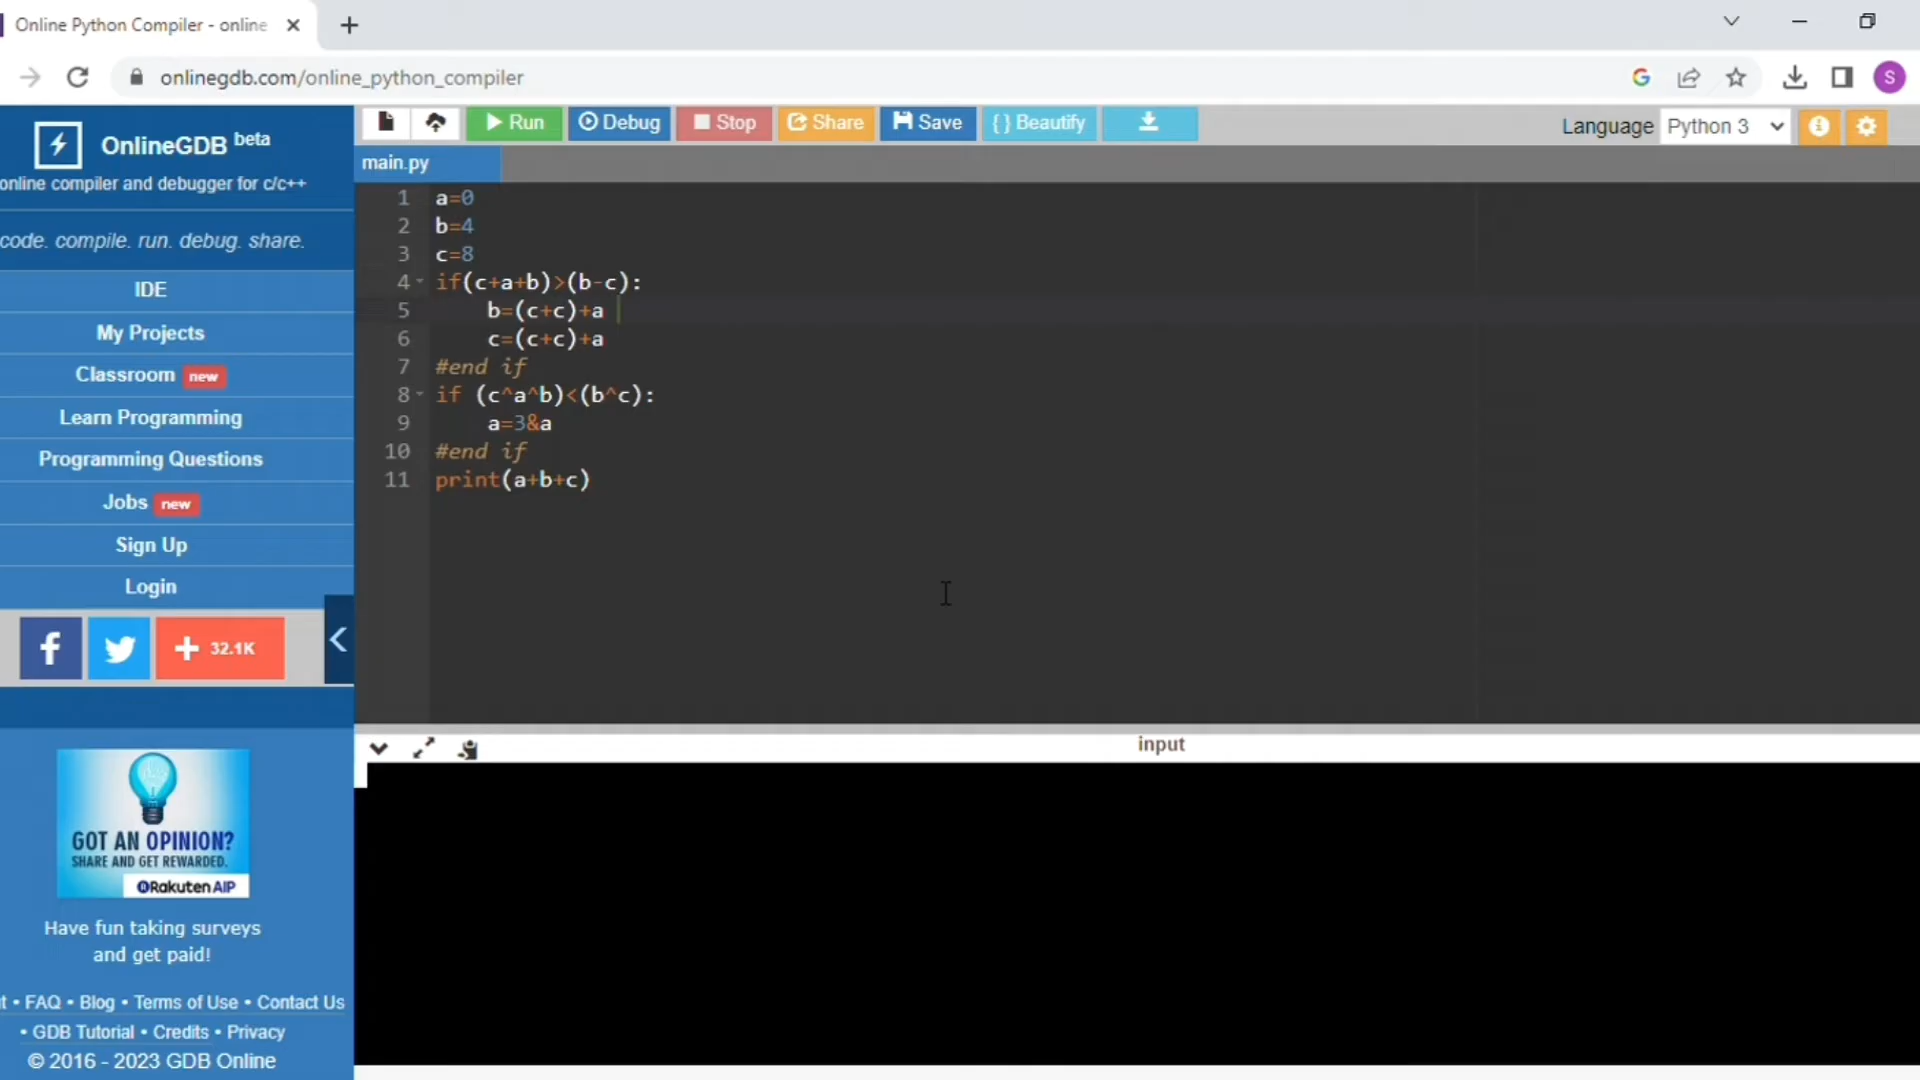 Online Python Compiler - online
onlinegdb.com/online_python_compiler
S
OnlineGDB beta
online compiler and debugger for c/c++
code. compile. run. debug. share.
IDE
My Projects
Classroom new
Learn Programming
Programming Questions
Jobs new
Sign Up
Login
f
+ 32.1K
GOT AN OPINION?
SHARE AND GET REWARDED.
Rakuten AIP
Have fun taking surveys
and get paid!
t • FAQ • Blog • Terms of Use • Contact Us
• GDB Tutorial • Credits • Privacy
© 2016 - 2023 GDB Online
Run Debug Stop Share Save { } Beautify
Language Python 3
main.py
1 a=0
2 b=4
3 c=8
4 if(c+a+b)>(b-c):
5 b=(c+c)+a
6 c=(c+c)+a
7 #end if
8 if (c^a^b)<(b^c):
9 a=3&a
10 #end if
11 print(a+b+c)
input